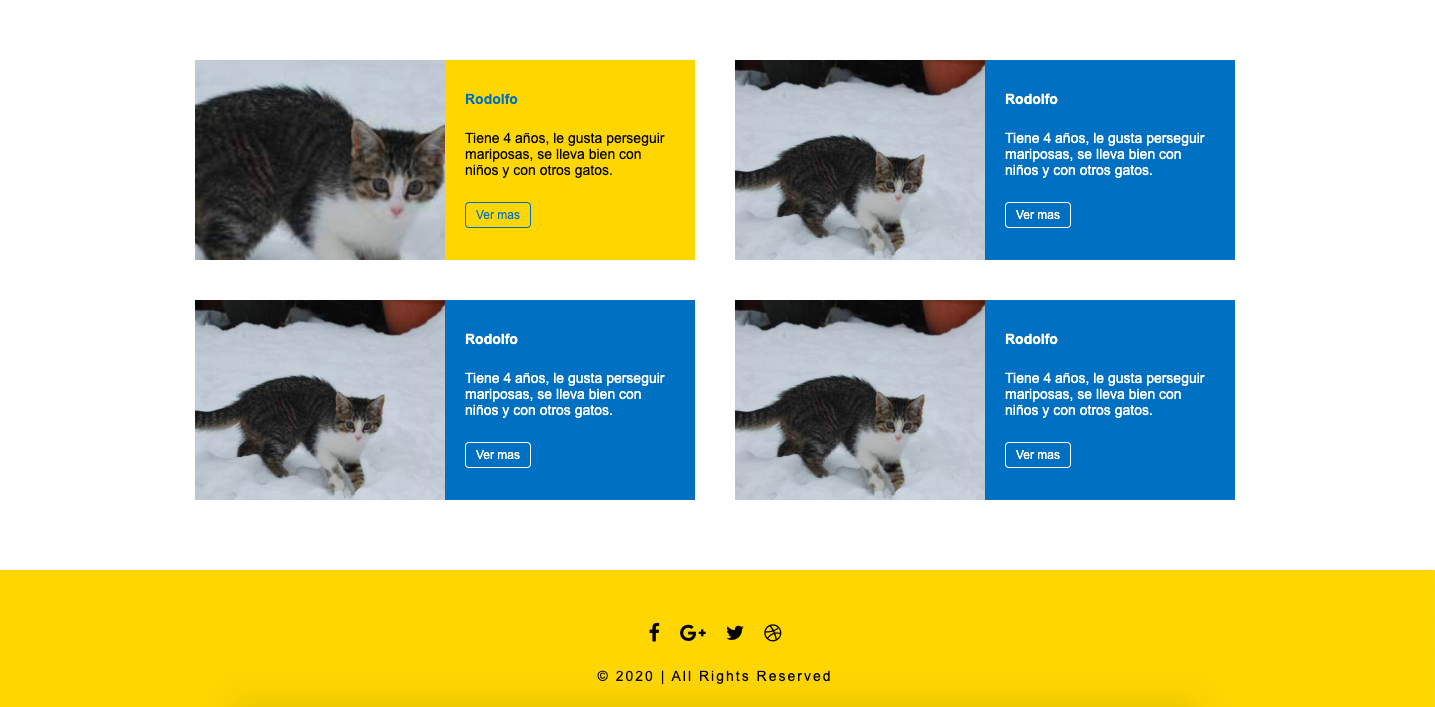 Rodolfo
Tiene 4 años, le gusta perseguir
mariposas, se lleva bien con
niños y con otros gatos.
Ver mas
Rodolfo
Tiene 4 años, le gusta perseguir
mariposas, se lleva bien con
niños y con otros gatos.
Ver mas
Rodolfo
Tiene 4 años, le gusta perseguir
mariposas, se lleva bien con
niños y con otros gatos.
Ver mas
Rodolfo
Tiene 4 años, le gusta perseguir
mariposas, se lleva bien con
niños y con otros gatos.
Ver mas
© 2020 | All Rights Reserved